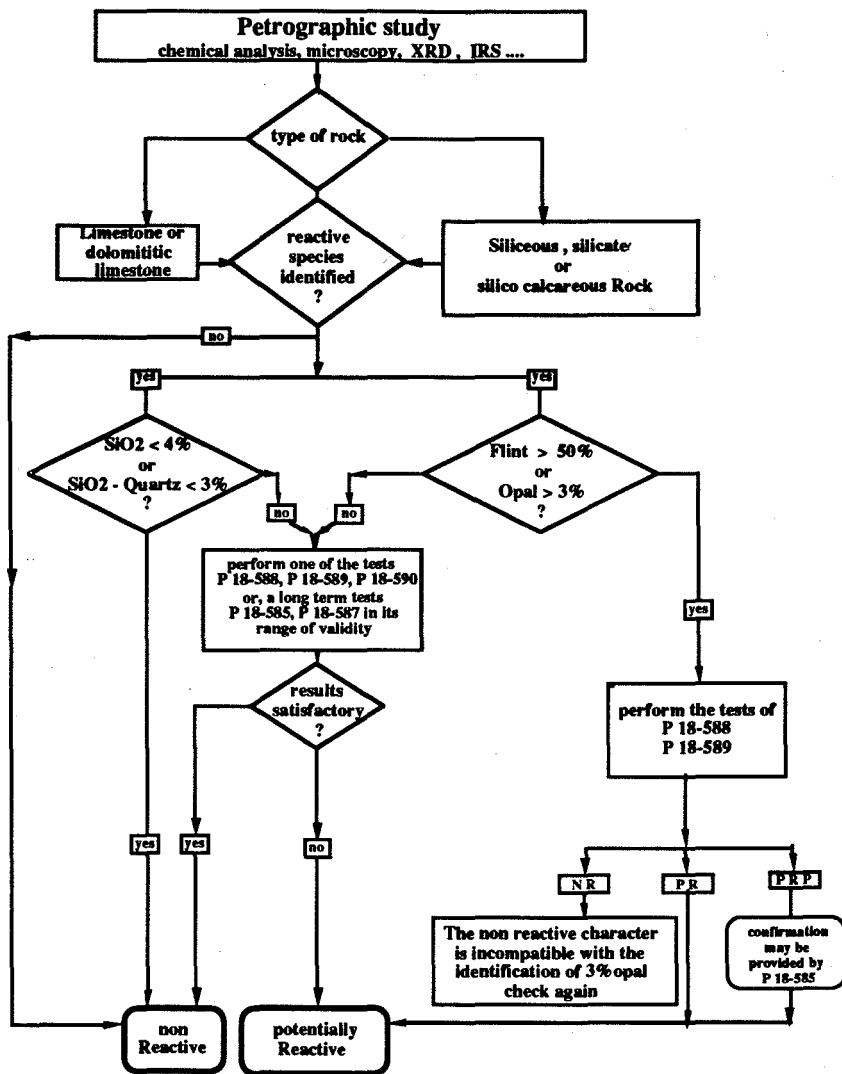 Petrographic study
chemical analysis, microscopy, XRD , IRS ....
type of rock
Limestone or
dolomititic
limestone
reactive
species
identified
?
Siliceous , silicate
or
silico calcareous Rock
no
yes
yes
SiO2 < 4%
or
SiO2 - Quartz < 3%
?
Flint > 50%
or
Opal > 3%
?
no
no
perform one of the tests
P 18-588, P 18-589, P 18-590
or, a long term tests
P 18-585, P 18-587 in its
range of validity
yes
results
satisfactory
?
perform the tests of
P 18-588
P 18-589
yes
yes
no
NR
PR
PRP
The non reactive character
is incompatible with the
identification of 3% opal
check again
confirmation
may be
provided by
P 18-585
non
Reactive
potentially
Reactive